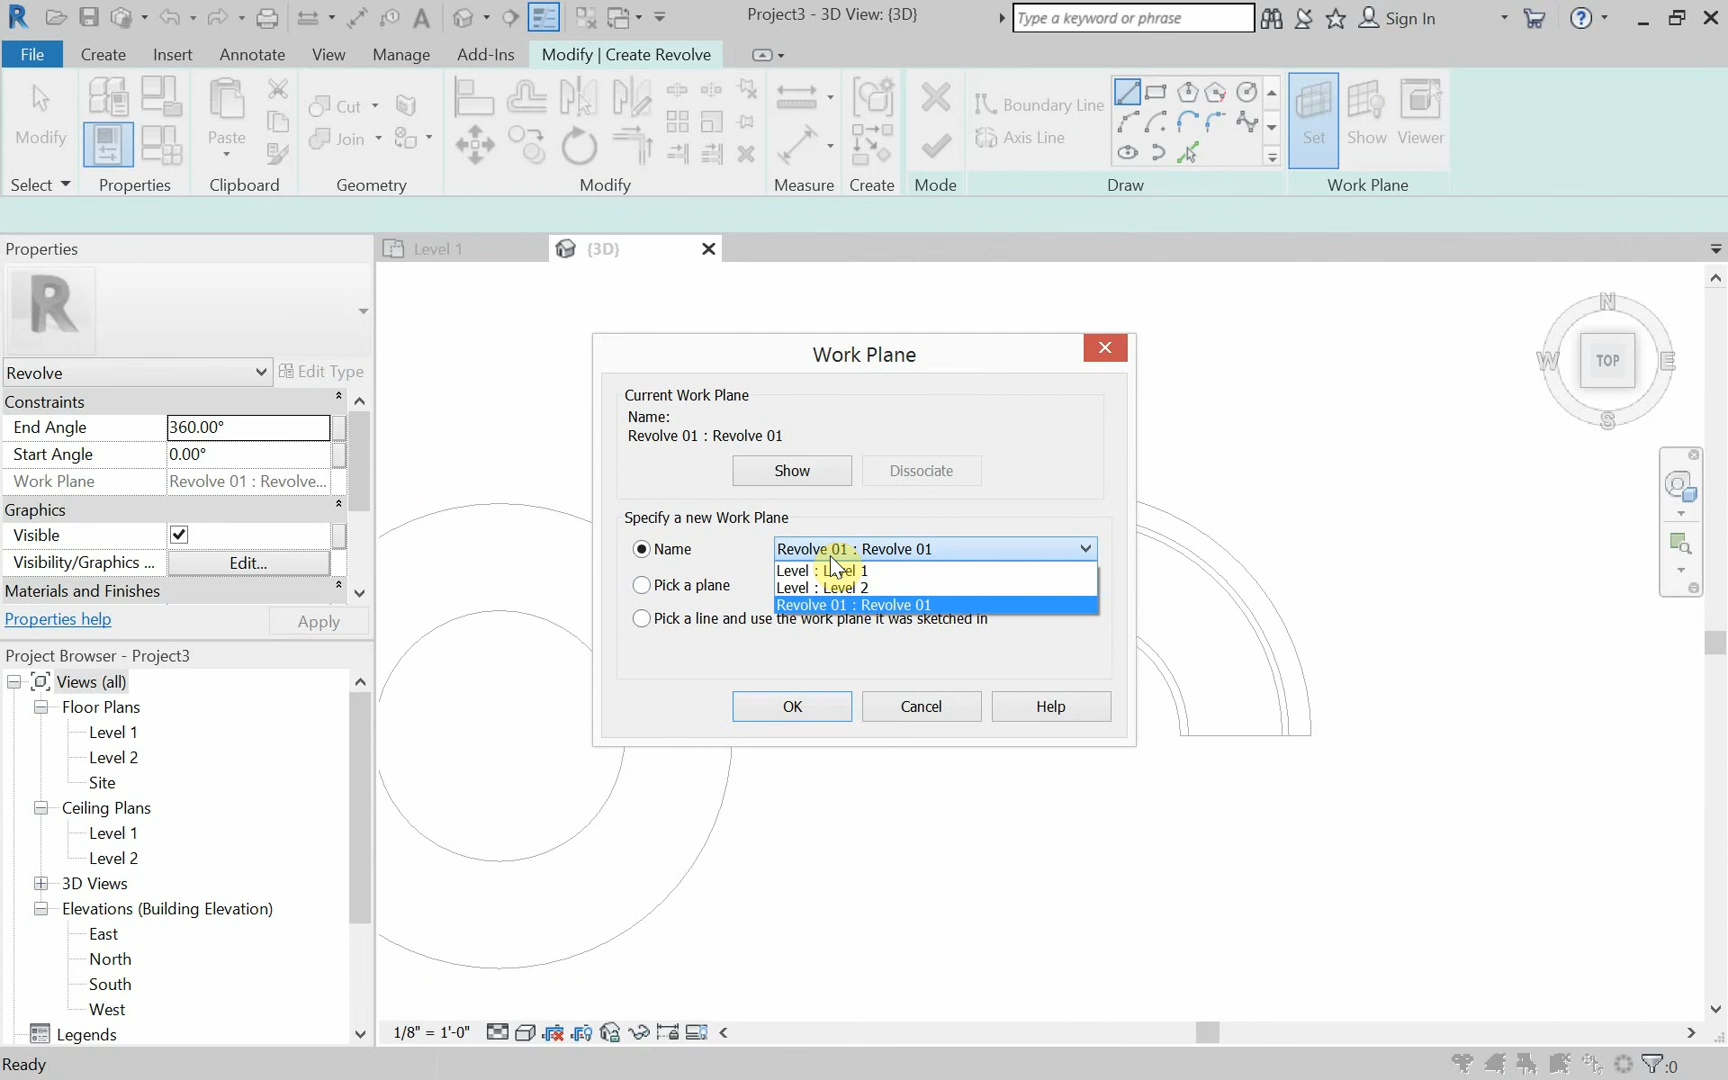 Project3 - 3D View: {3D}
Type a keyword or phrase
Sign In
File
Create
Insert
Annotate
View
Manage
Add-Ins
Modify | Create Revolve
Modify
Paste
Cut
Join
Boundary Line
Axis Line
Set
Show
Viewer
Select
Properties
Clipboard
Geometry
Modify
Measure
Create
Mode
Draw
Work Plane
Properties
Level 1
{3D}
Revolve
Edit Type
Constraints
End Angle 360.00°
Start Angle 0.00°
Work Plane Revolve 01 : Revolve...
Graphics
Visible
Visibility/Graphics ... Edit...
Materials and Finishes
Properties help
Apply
Project Browser - Project3
Views (all)
Floor Plans
Level 1
Level 2
Site
Ceiling Plans
Level 1
Level 2
3D Views
Elevations (Building Elevation)
East
North
South
West
Legends
Work Plane
Current Work Plane
Name:
Revolve 01 : Revolve 01
Show
Dissociate
Specify a new Work Plane
Name
Revolve 01 : Revolve 01
Level : Level 1
Level : Level 2
Revolve 01 : Revolve 01
Pick a plane
Pick a line and use the work plane it was sketched in
OK
Cancel
Help
N
W
TOP
E
S
1/8" = 1'-0"
Ready
:0